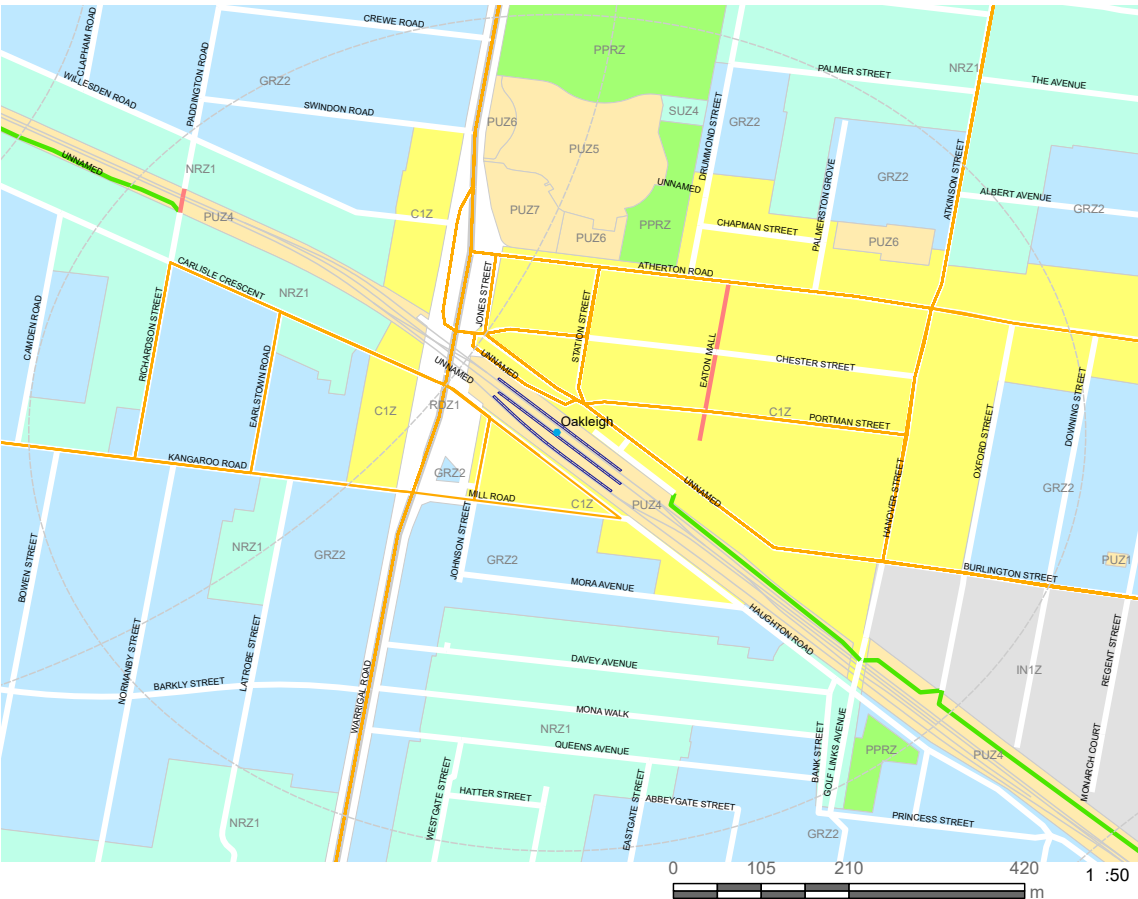 CREWE ROAD
CLAPHAM ROAD
PADDINGTON ROAD
PPRZ
GRZ2
WILLESDEN ROAD
SWINDON ROAD
PALMER STREET
NRZ1
THE AVENUE
SUZ4
PUZ6
GRZ2
DRUMMOND STREET
PUZ5
UNNAMED
NRZ1
UNNAMED
GRZ2
PALMERSTON GROVE
ATKINSON STREET
ALBERT AVENUE
GRZ2
PUZ4
C1Z
PUZ7
PPRZ
CHAPMAN STREET
PUZ6
PUZ6
CARLISLE CRESCENT
ATHERTON ROAD
NRZ1
JONES STREET
STATION STREET
CAMDEN ROAD
RICHARDSON STREET
EARLSTOWN ROAD
UNNAMED
UNNAMED
EATON MALL
CHESTER STREET
C1Z
RDZ1
Oakleigh
C1Z
PORTMAN STREET
OXFORD STREET
DOWNING STREET
KANGAROO ROAD
GRZ2
MILL ROAD
C1Z
PUZ4
UNNAMED
HANOVER STREET
GRZ2
NRZ1
GRZ2
JOHNSON STREET
GRZ2
MORA AVENUE
BURLINGTON STREET
PUZ1
BOWEN STREET
NORMANBY STREET
LATROBE STREET
HAUGHTON ROAD
DAVEY AVENUE
IN1Z
REGENT STREET
BARKLY STREET
WARRIGAL ROAD
MONA WALK
NRZ1
QUEENS AVENUE
BANK STREET
GOLF LINKS AVENUE
PPRZ
PUZ4
MONARCH COURT
WESTGATE STREET
HATTER STREET
EASTGATE STREET
ABBEYGATE STREET
PRINCESS STREET
NRZ1
GRZ2
0 105 210 420
m
1 :50